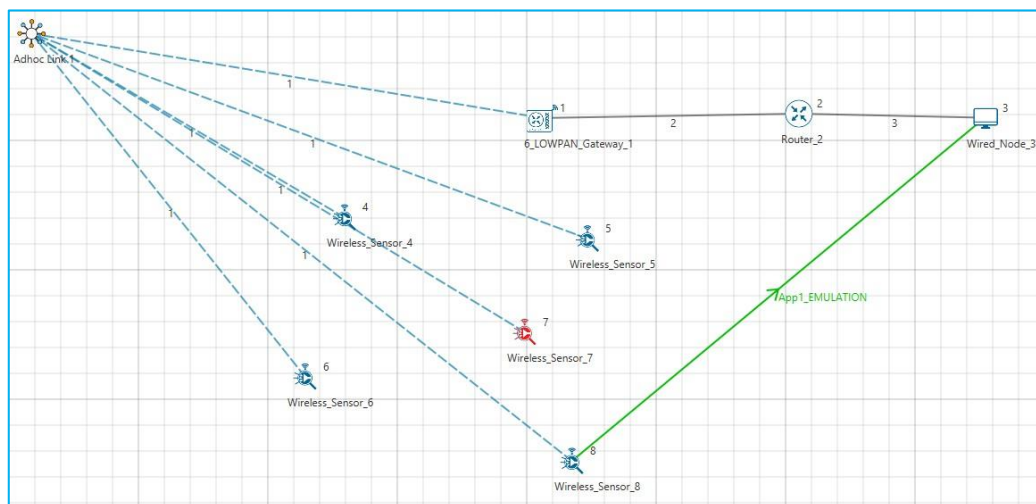 Adhoc Link 1
1
1
6_LOWPAN_Gateway_1
2
2
Router_2
3
3
Wired_Node_3
1
1
1
1
1
4
Wireless_Sensor_4
5
Wireless_Sensor_5
App1_EMULATION
7
Wireless_Sensor_7
6
Wireless_Sensor_6
8
Wireless_Sensor_8